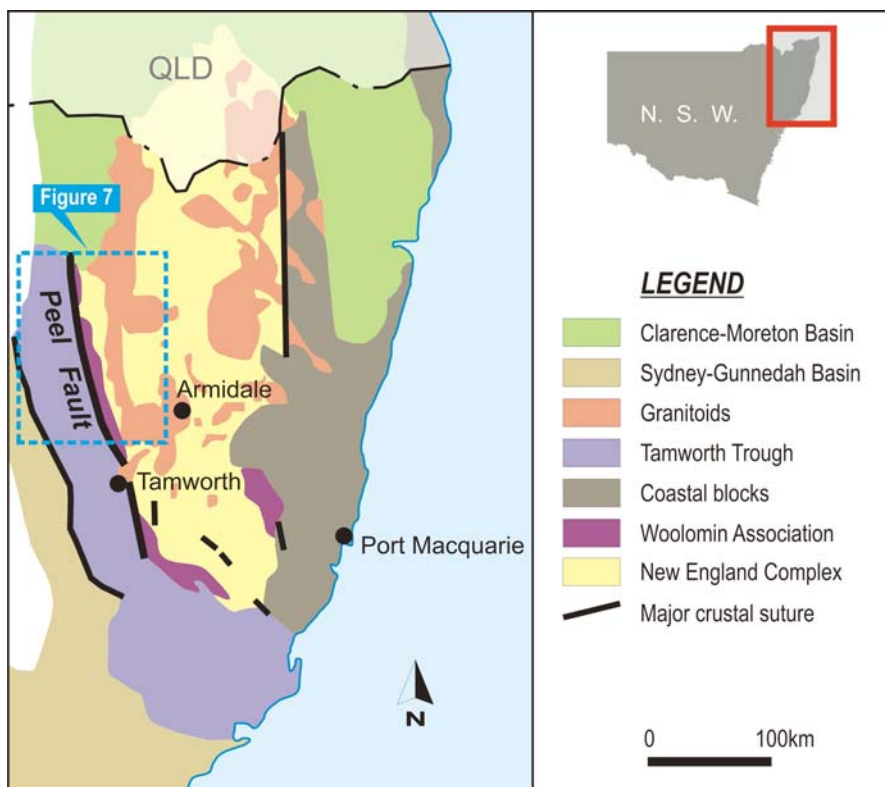 QLD
Figure 7
Peel Fault
Armidale
Tamworth
Port Macquarie
N
N. S. W.
LEGEND
Clarence-Moreton Basin
Sydney-Gunnedah Basin
Granitoids
Tamworth Trough
Coastal blocks
Woolomin Association
New England Complex
Major crustal suture
0 100km